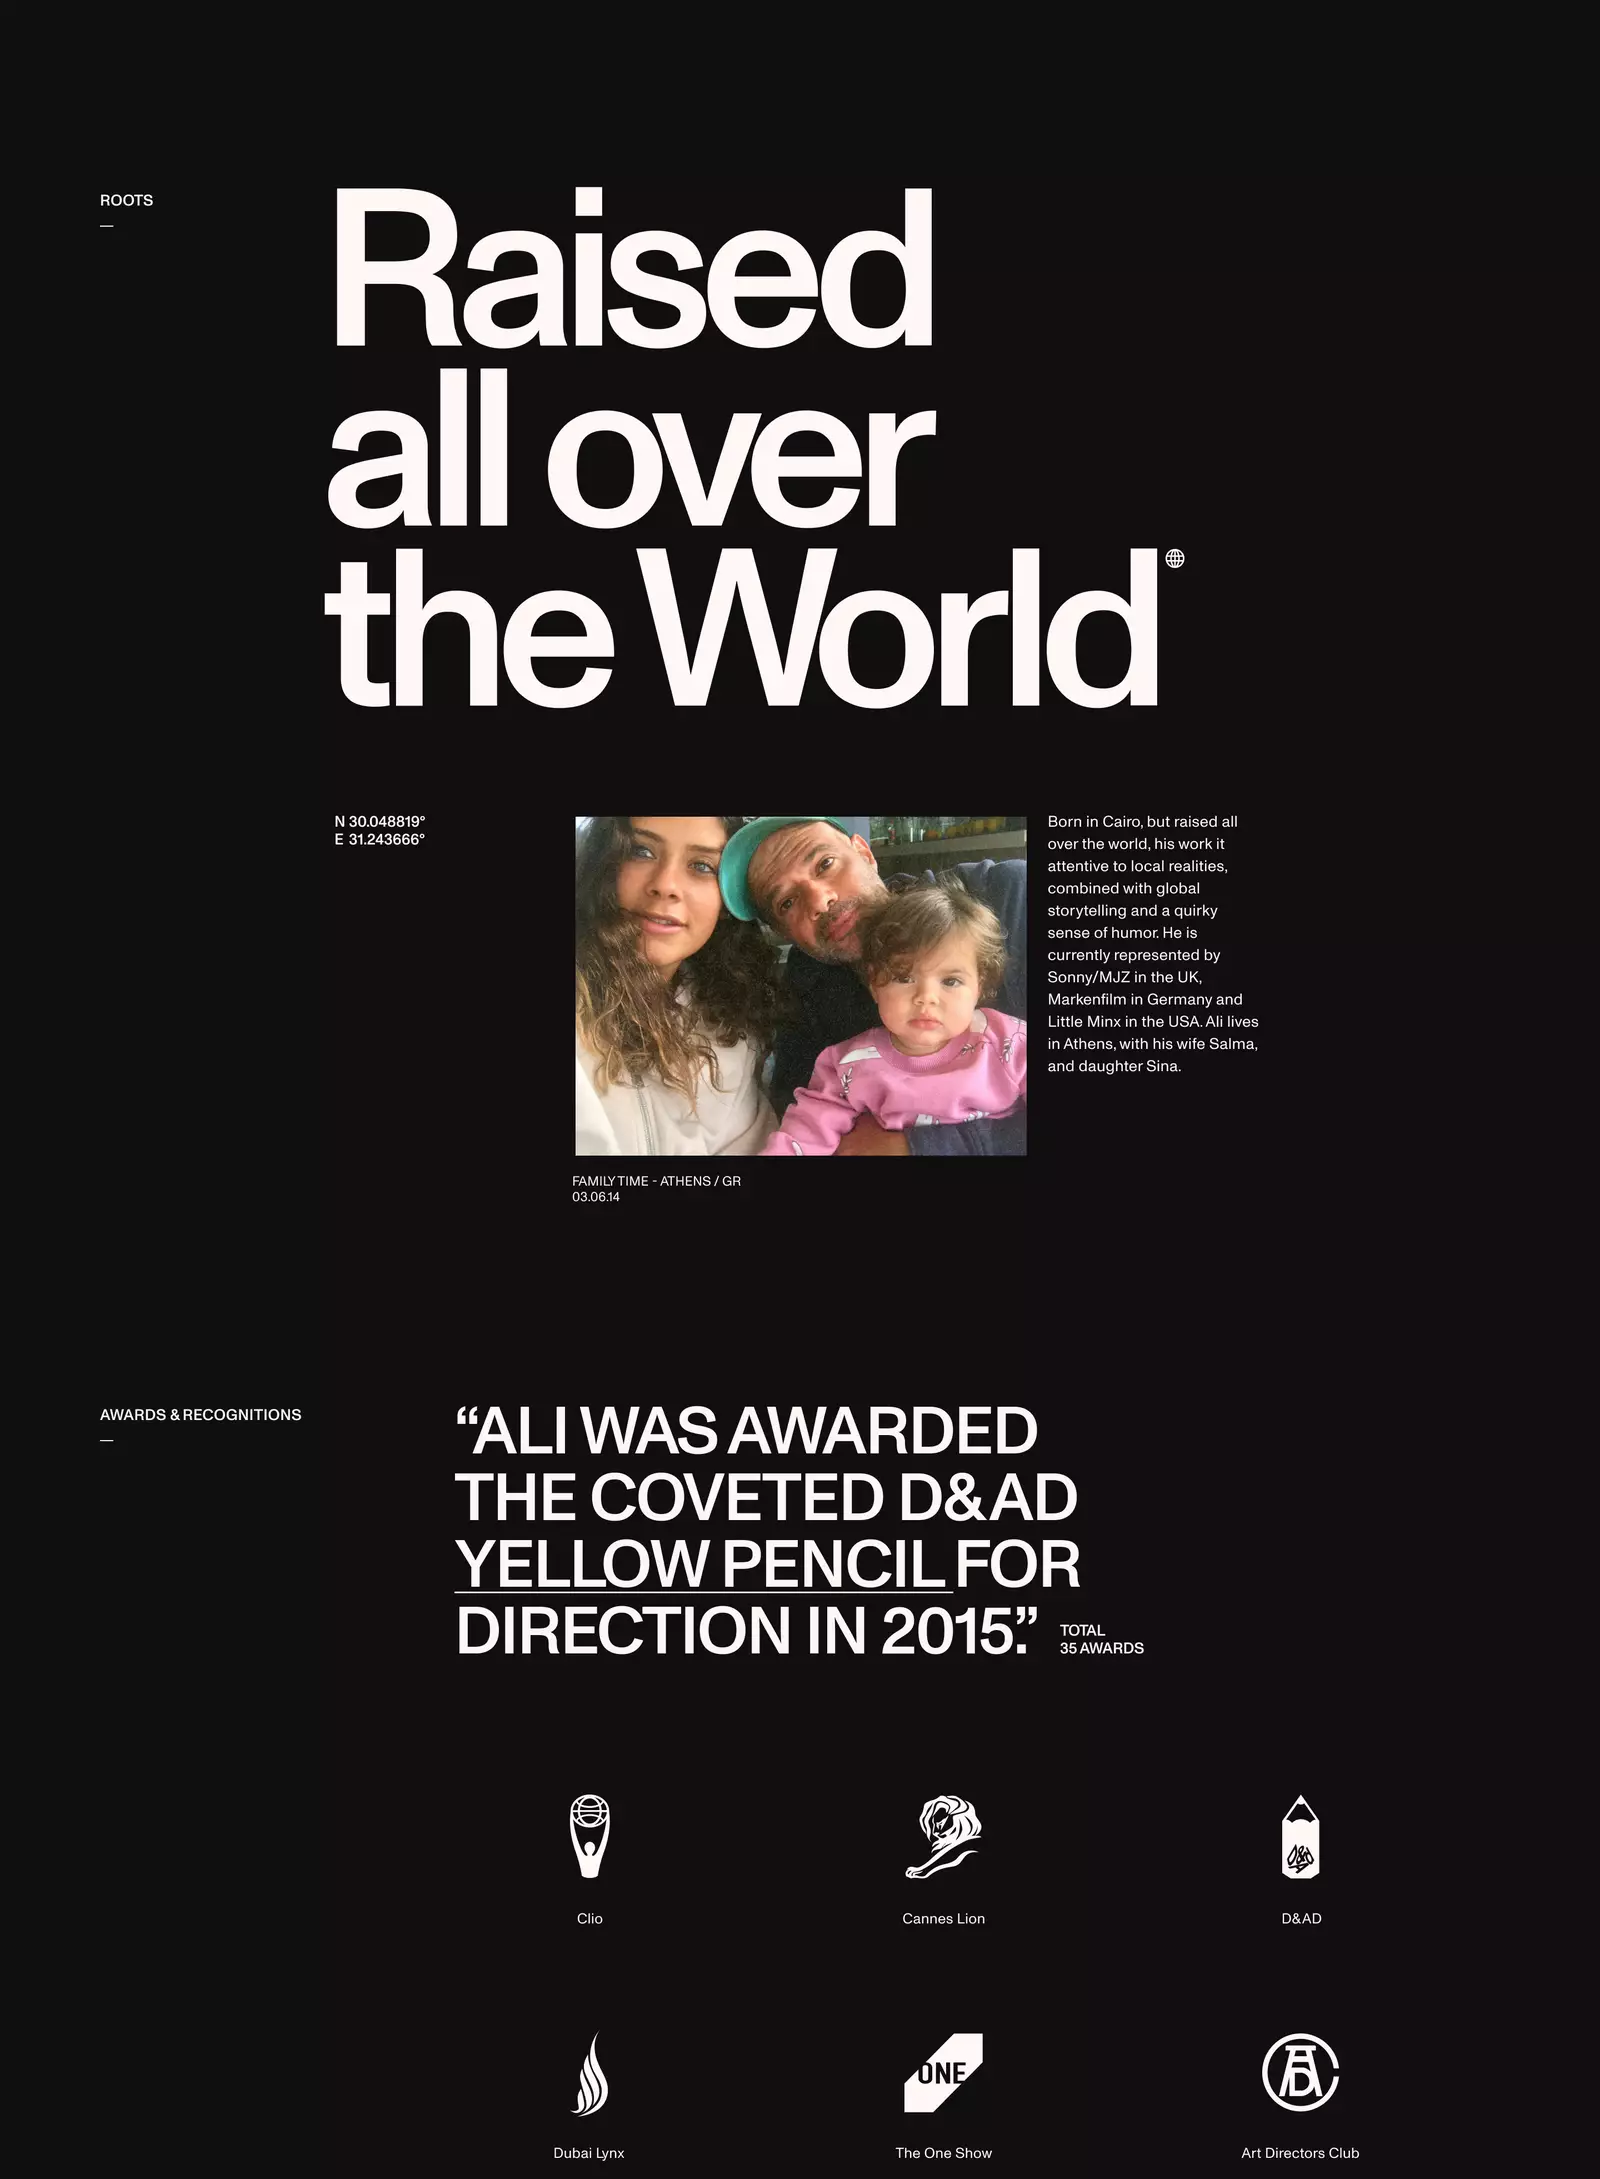 ROOTS
—
Raised
all over
the World
N 30.048819°
E 31.243666°
Born in Cairo, but raised all
over the world, his work it
attentive to local realities,
combined with global
storytelling and a quirky
sense of humor. He is
currently represented by
Sonny/MJZ in the UK,
Markenfilm in Germany and
Little Minx in the USA. Ali lives
in Athens, with his wife Salma,
and daughter Sina.
FAMILY TIME - ATHENS / GR
03.06.14
AWARDS & RECOGNITIONS
—
“ALI WAS AWARDED
THE COVETED D&AD
YELLOW PENCIL FOR
DIRECTION IN 2015.”
TOTAL
35 AWARDS
D&AD
Clio
Cannes Lion
D&AD
ONE
ADC
Dubai Lynx
The One Show
Art Directors Club